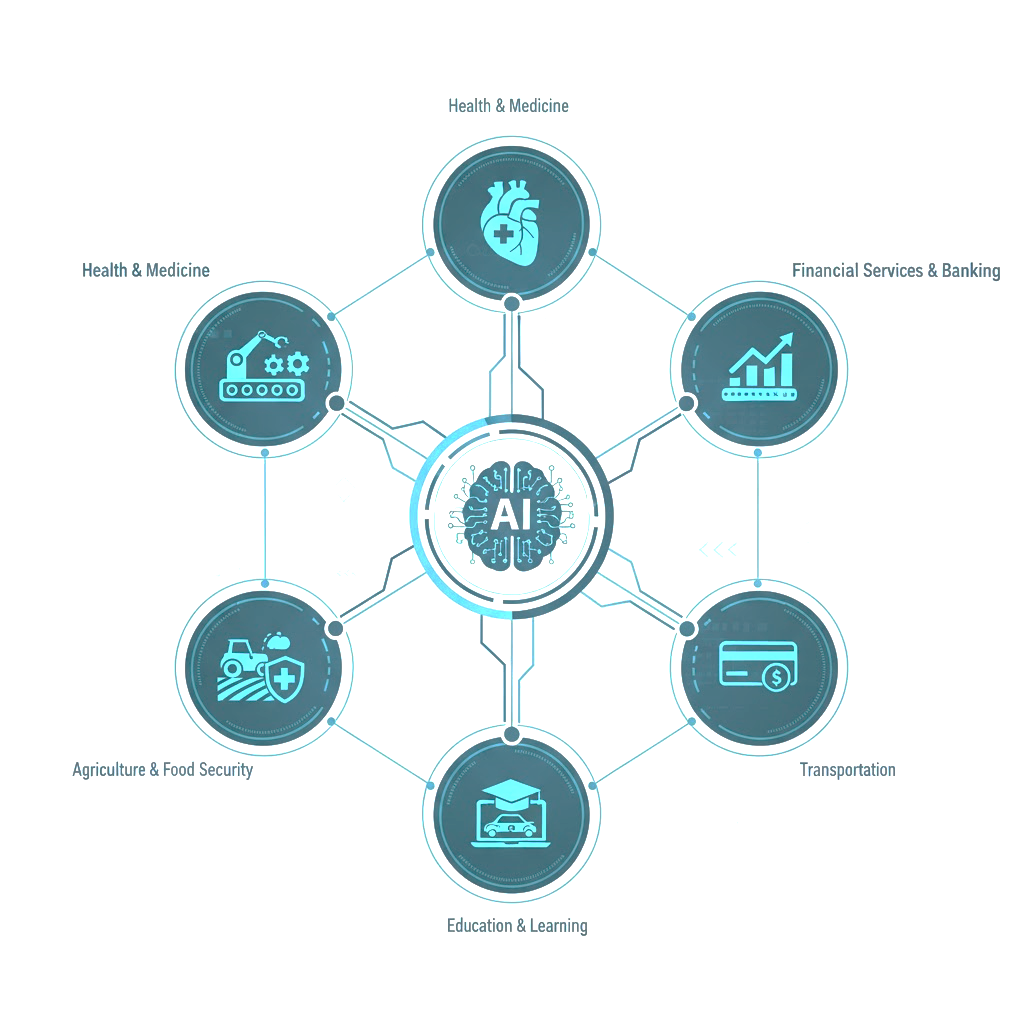 Health & Medicine
Health & Medicine
Financial Services & Banking
AI
$
Agriculture & Food Security
Transportation
Education & Learning